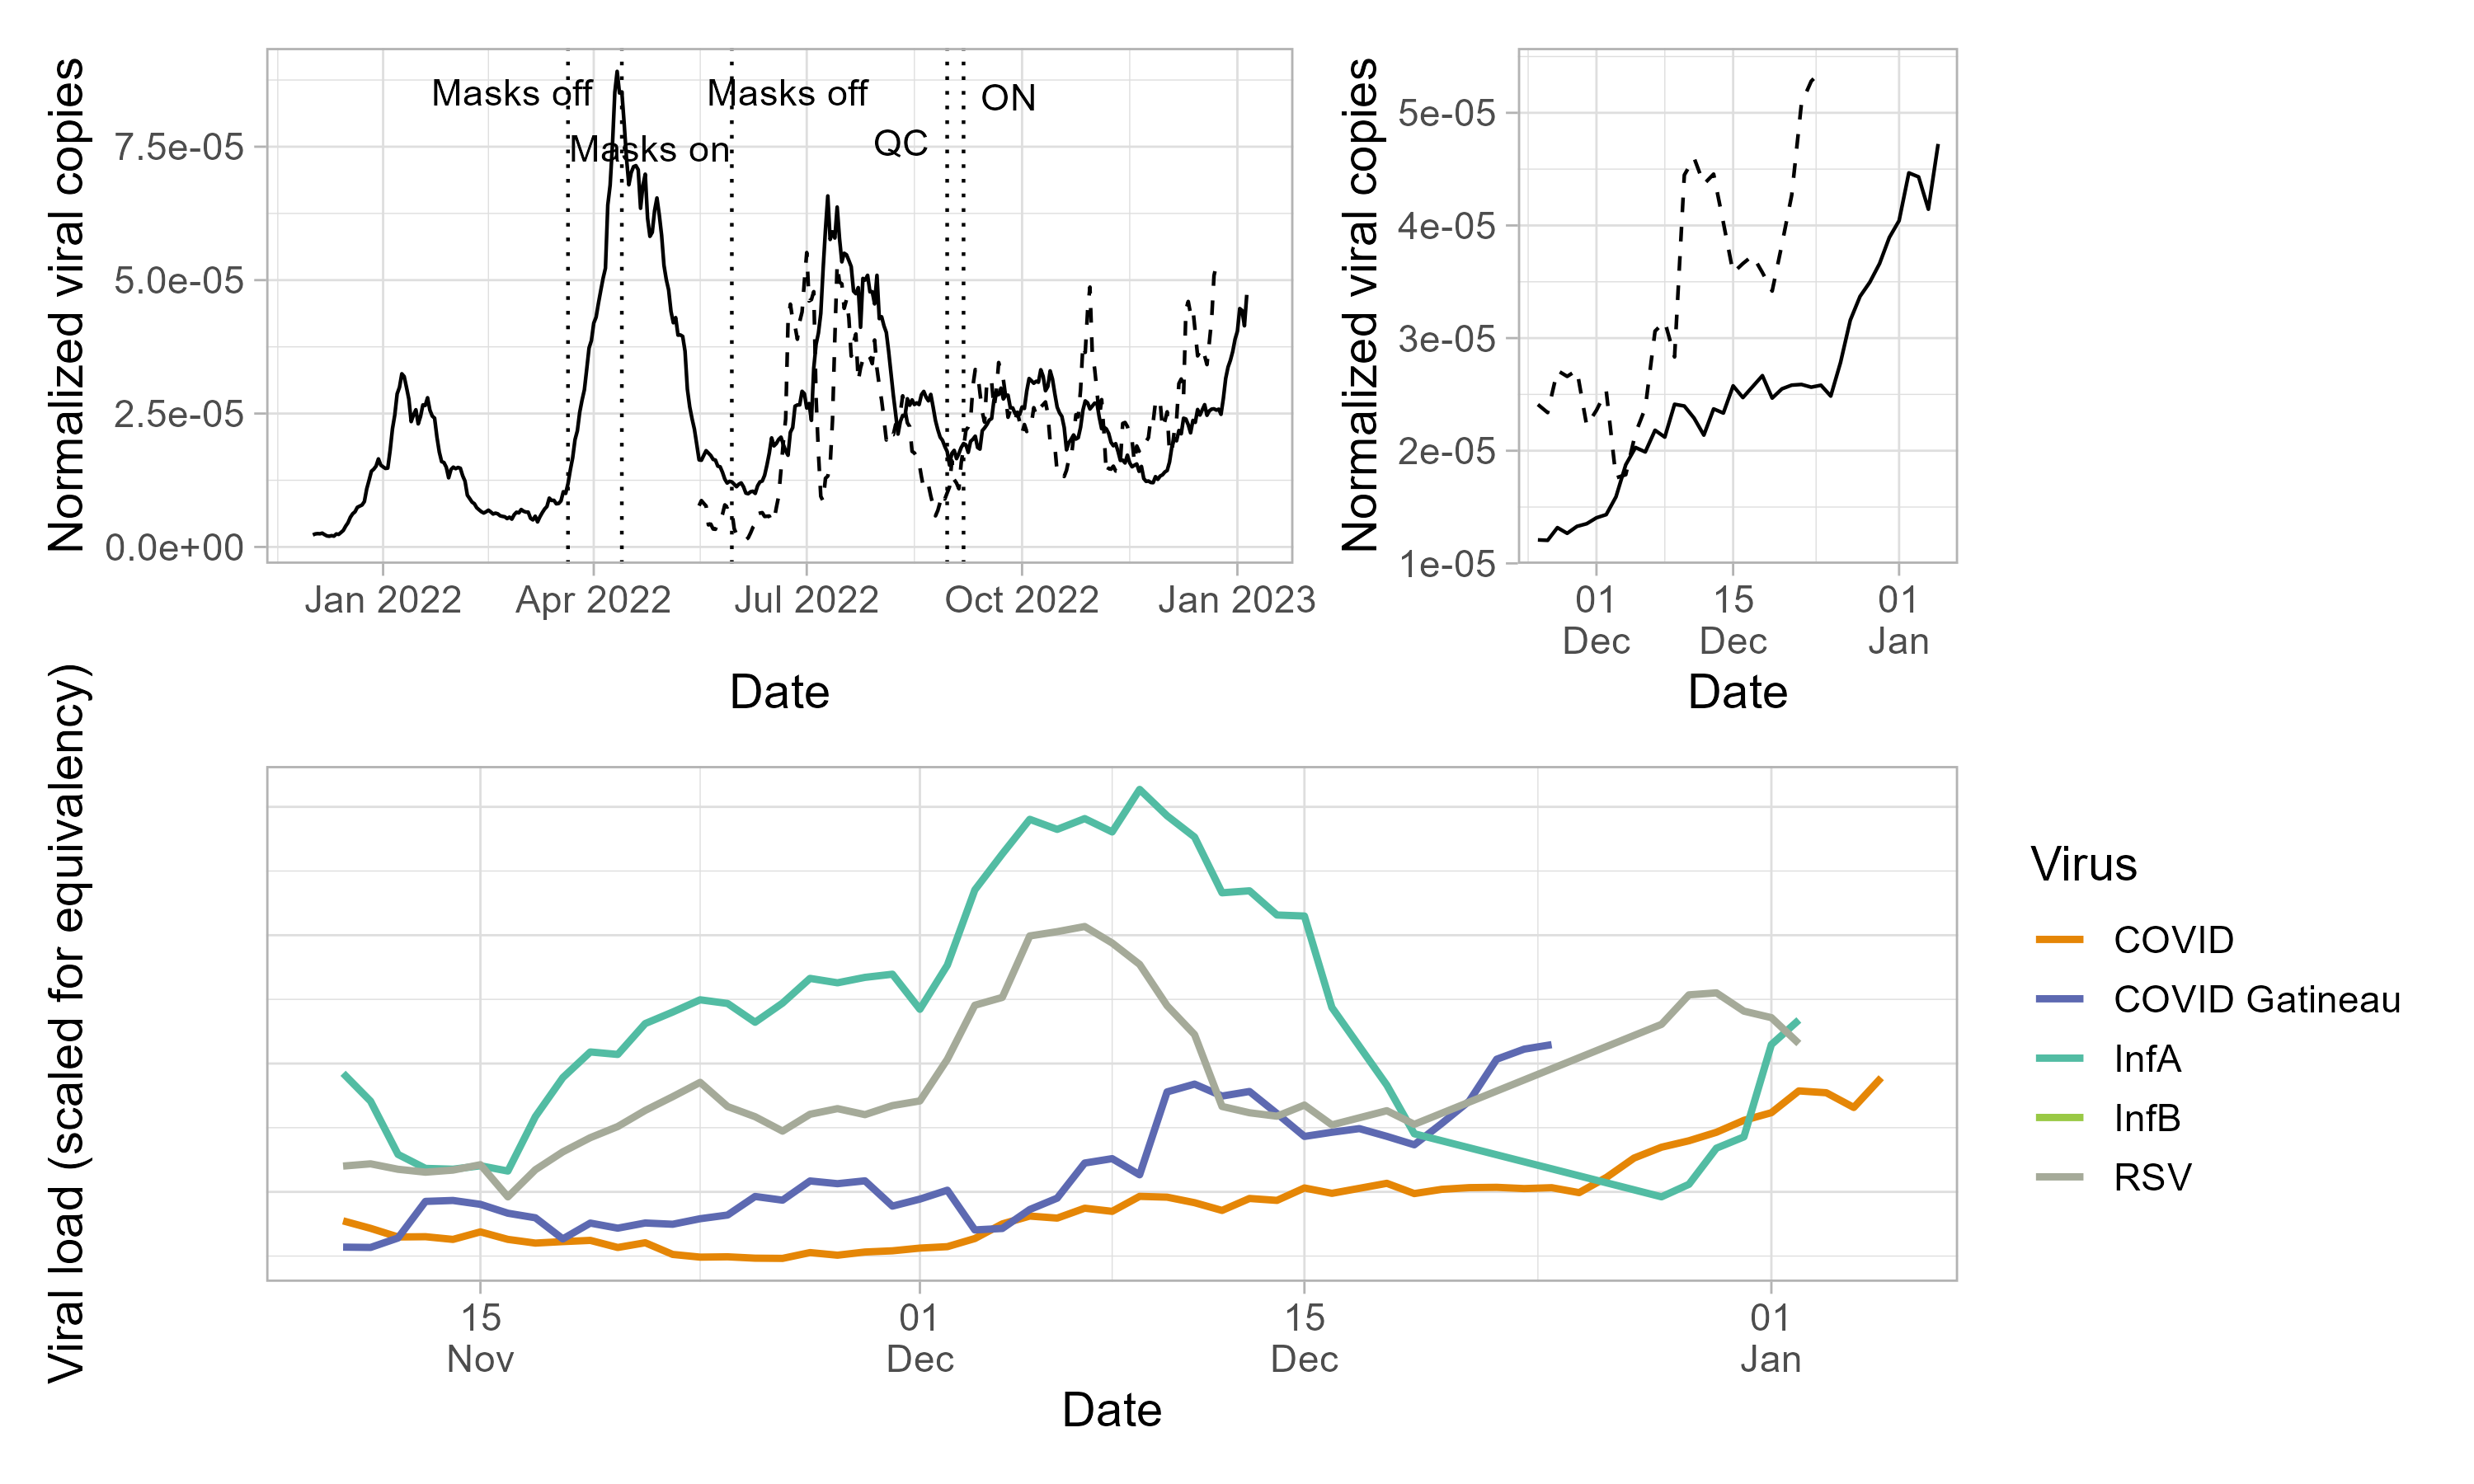 Normalized viral copies
7.5e-05
5.0e-05
2.5e-05
0.0e+00
Masks off
Masks on
Masks off
QC
ON
Jan 2022
Apr 2022
Jul 2022
Oct 2022
Jan 2023
Date
Normalized viral copies
5e-05
4e-05
3e-05
2e-05
1e-05
01
Dec
15
Dec
01
Jan
Date
Viral load (scaled for equivalency)
15
Nov
01
Dec
15
Dec
01
Jan
Date
Virus
COVID
COVID Gatineau
InfA
InfB
RSV